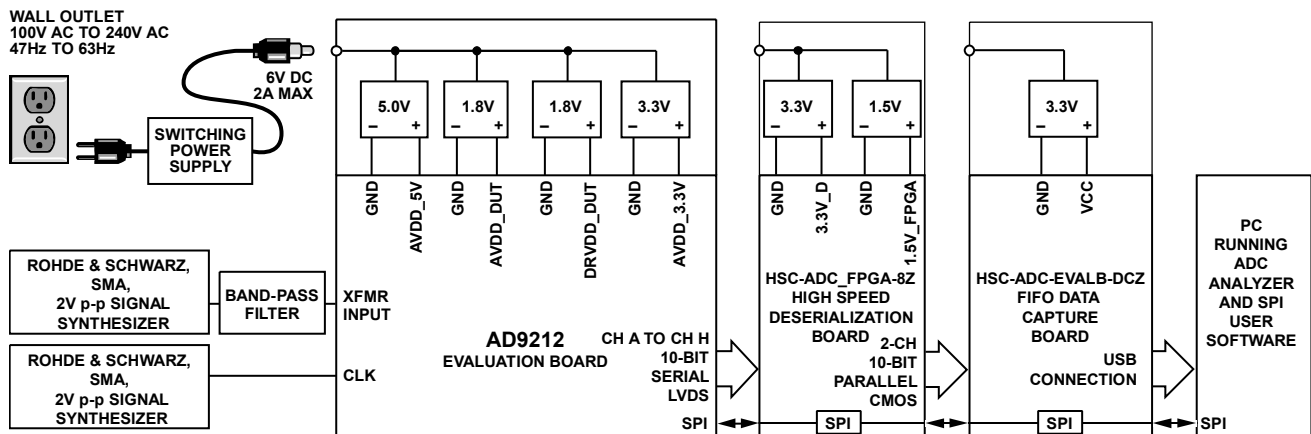 WALL OUTLET
100V AC TO 240V AC
47Hz TO 63Hz
6V DC
2A MAX
SWITCHING
POWER
SUPPLY
5.0V
– +
1.8V
– +
1.8V
– +
3.3V
– +
3.3V
– +
1.5V
– +
3.3V
– +
GND
AVDD_5V
GND
AVDD_DUT
GND
DRVDD_DUT
GND
AVDD_3.3V
GND
3.3V_D
GND
1.5V_FPGA
GND
VCC
ROHDE & SCHWARZ,
SMA,
2V p-p SIGNAL
SYNTHESIZER
BAND-PASS
FILTER
XFMR
INPUT
ROHDE & SCHWARZ,
SMA,
2V p-p SIGNAL
SYNTHESIZER
CLK
AD9212
EVALUATION BOARD
CH A TO CH H
10-BIT
SERIAL
LVDS
SPI
HSC-ADC_FPGA-8Z
HIGH SPEED
DESERIALIZATION
BOARD
2-CH
10-BIT
PARALLEL
CMOS
SPI
HSC-ADC-EVALB-DCZ
FIFO DATA
CAPTURE
BOARD
USB
CONNECTION
SPI
PC
RUNNING
ADC
ANALYZER
AND SPI
USER
SOFTWARE
SPI